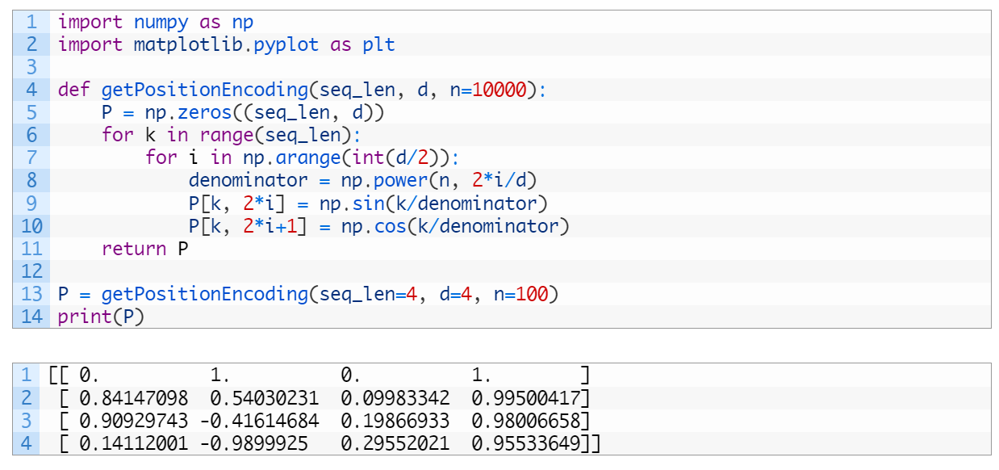 1 import numpy as np
2 import matplotlib.pyplot as plt
3
4 def getPositionEncoding(seq_len, d, n=10000):
5     P = np.zeros((seq_len, d))
6     for k in range(seq_len):
7         for i in np.arange(int(d/2)):
8             denominator = np.power(n, 2*i/d)
9             P[k, 2*i] = np.sin(k/denominator)
10             P[k, 2*i+1] = np.cos(k/denominator)
11     return P
12
13 P = getPositionEncoding(seq_len=4, d=4, n=100)
14 print(P)
1 [[ 0.          1.          0.          1.        ]
2  [ 0.84147098  0.54030231  0.09983342  0.99500417]
3  [ 0.90929743 -0.41614684  0.19866933  0.98006658]
4  [ 0.14112001 -0.9899925   0.29552021  0.95533649]]